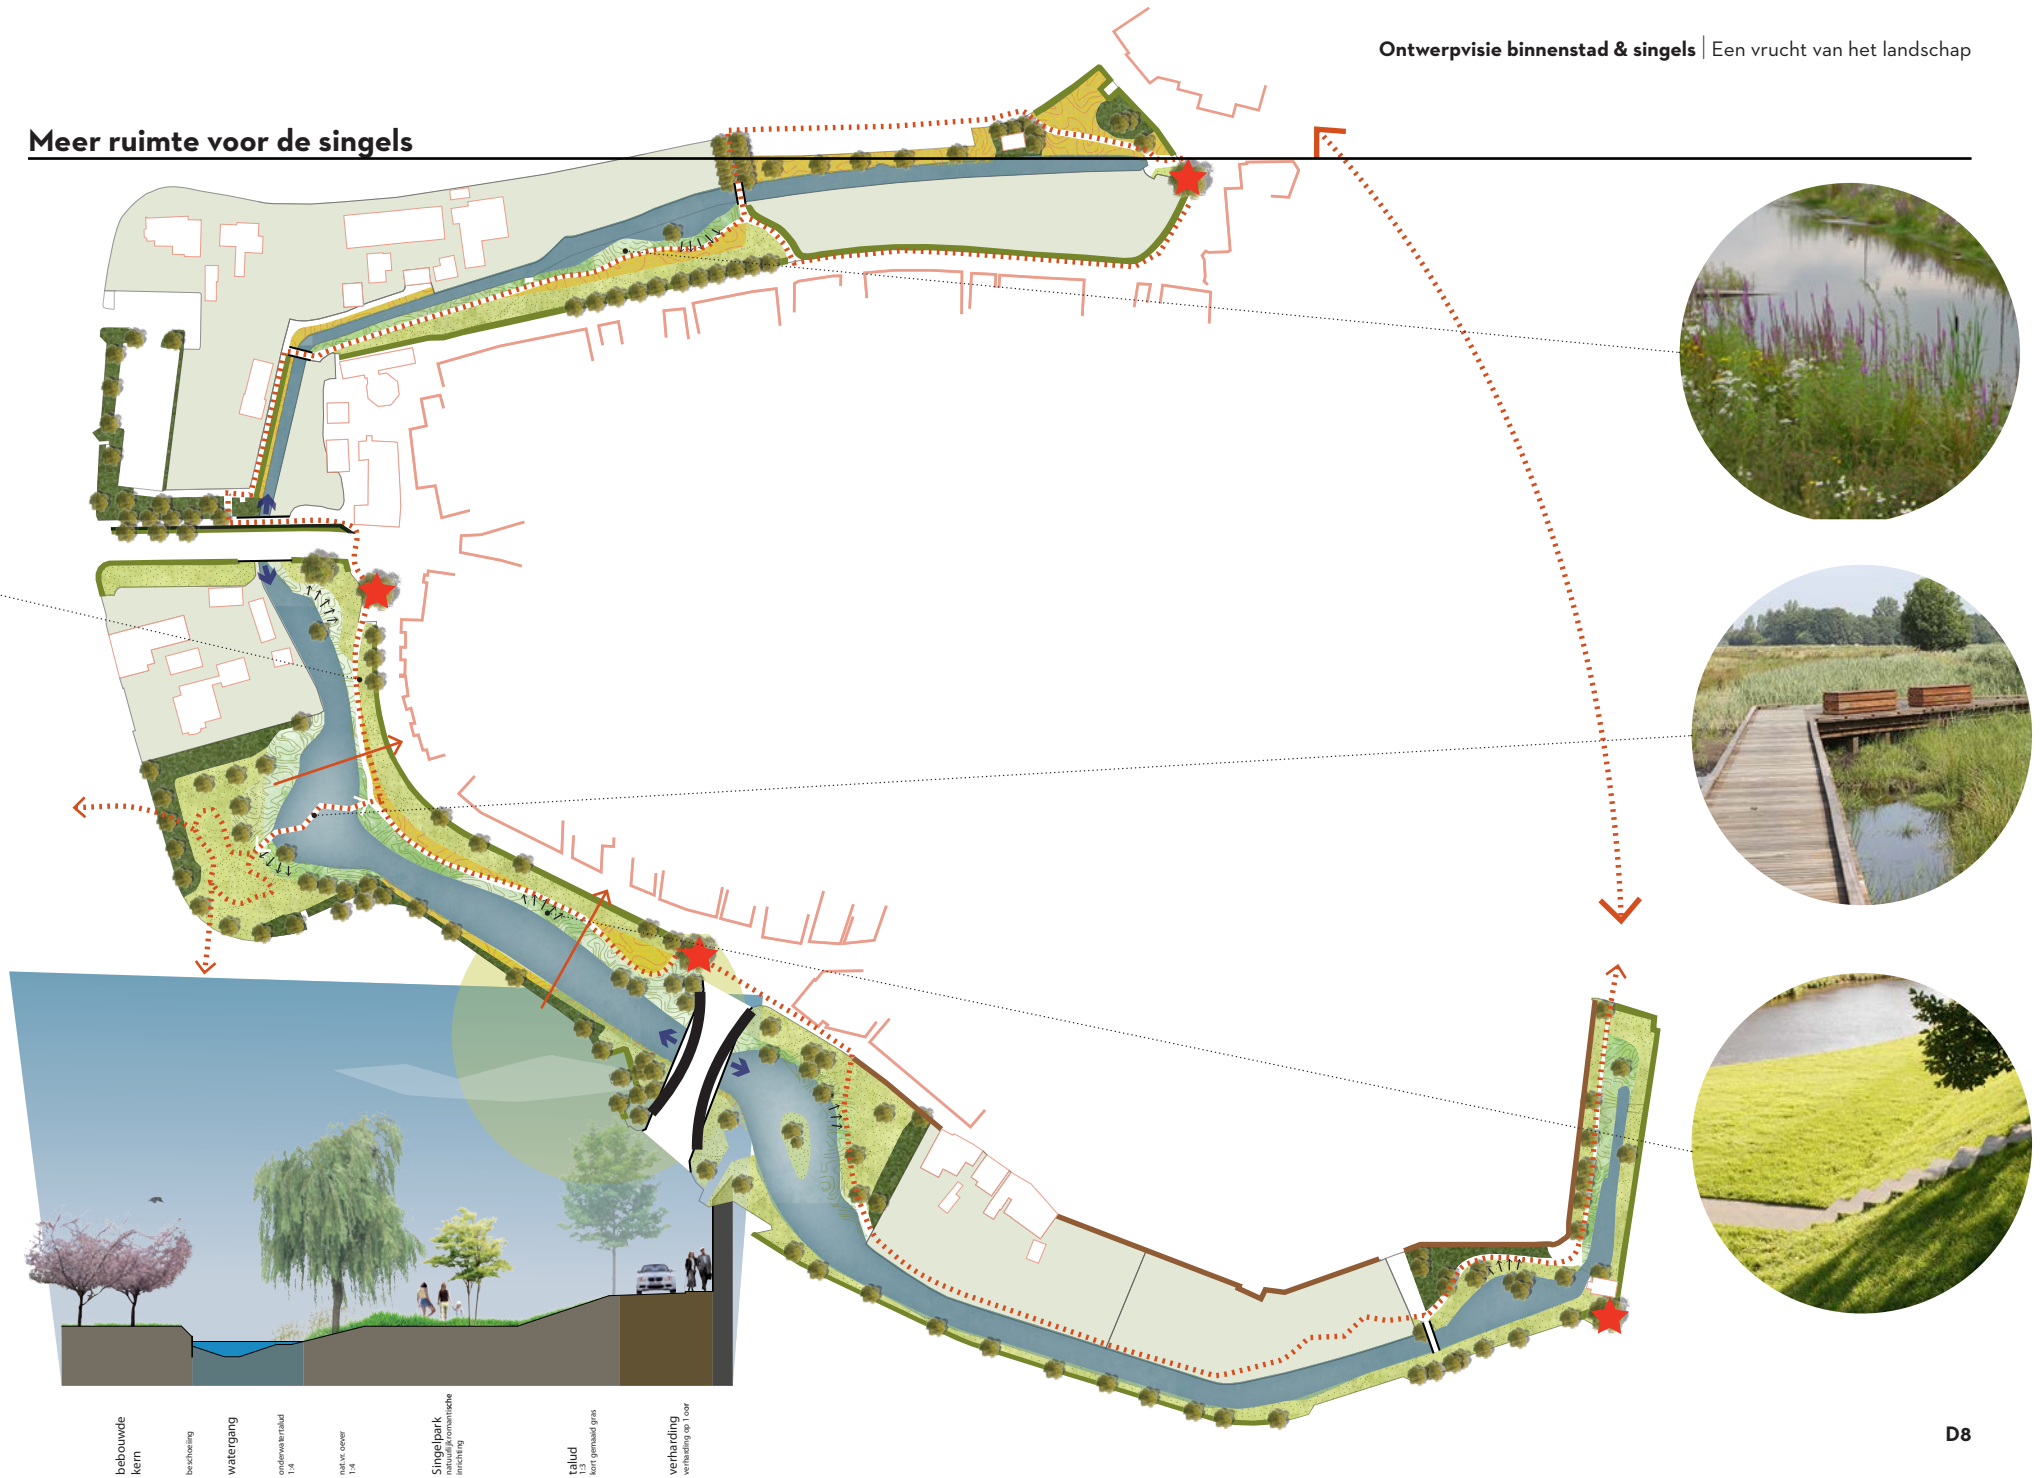 Ontwerpvisie binnenstad & singels | Een vrucht van het landschap
Meer ruimte voor de singels
bebouwde
kern
beschoeiing
watergang
onderwatertalud
1:4
nat.vr. oever
1:4
Singelpark
natuurlijkromantische
inrichting
talud
1:3
kort gemaaid gras
verharding
verharding op 1 oor
D8